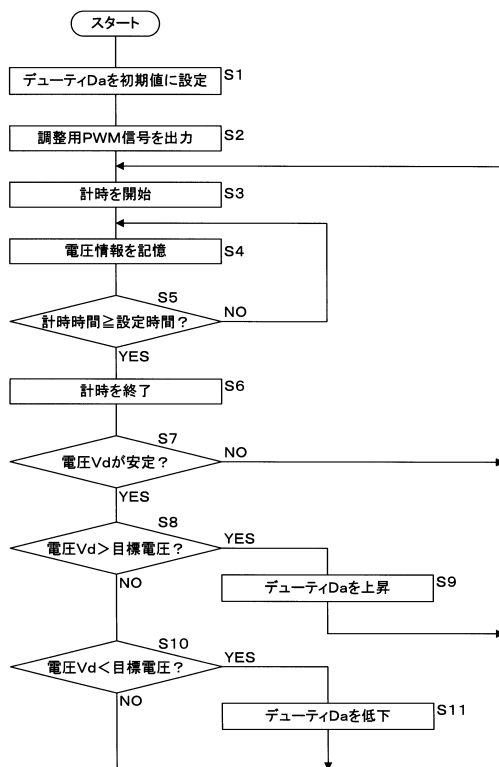 スタート
デューティDaを初期値に設定
S1
調整用PWM信号を出力
S2
計時を開始
S3
電圧情報を記憶
S4
S5
計時時間≧設定時間？
NO
YES
計時を終了
S6
S7
電圧Vdが安定？
NO
YES
S8
電圧Vd＞目標電圧？
YES
NO
デューティDaを上昇
S9
S10
電圧Vd＜目標電圧？
YES
NO
デューティDaを低下
S11